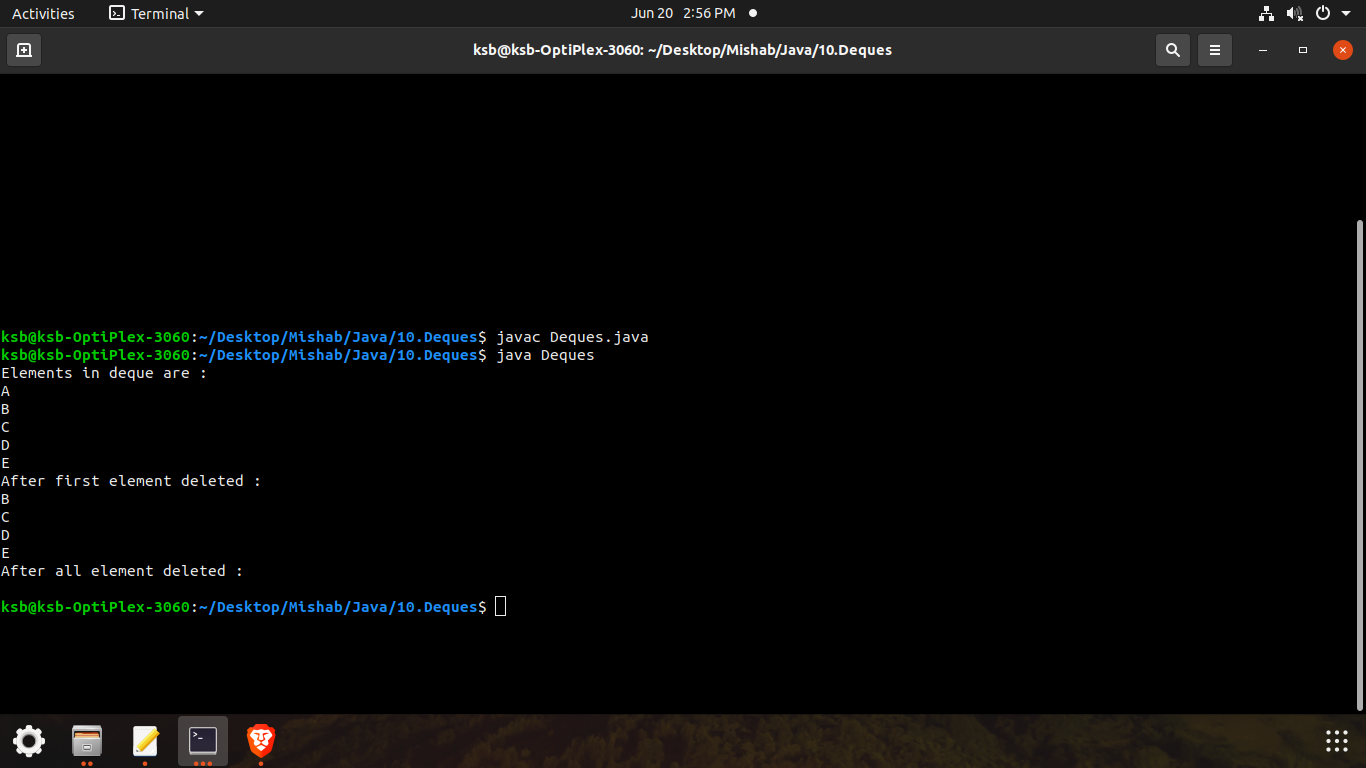 Activities Terminal Jun 20 2:56 PM
ksb@ksb-OptiPlex-3060: ~/Desktop/Mishab/Java/10.Deques
ksb@ksb-OptiPlex-3060:~/Desktop/Mishab/Java/10.Deques$ javac Deques.java
ksb@ksb-OptiPlex-3060:~/Desktop/Mishab/Java/10.Deques$ java Deques
Elements in deque are :
A
B
C
D
E
After first element deleted :
B
C
D
E
After all element deleted :
ksb@ksb-OptiPlex-3060:~/Desktop/Mishab/Java/10.Deques$